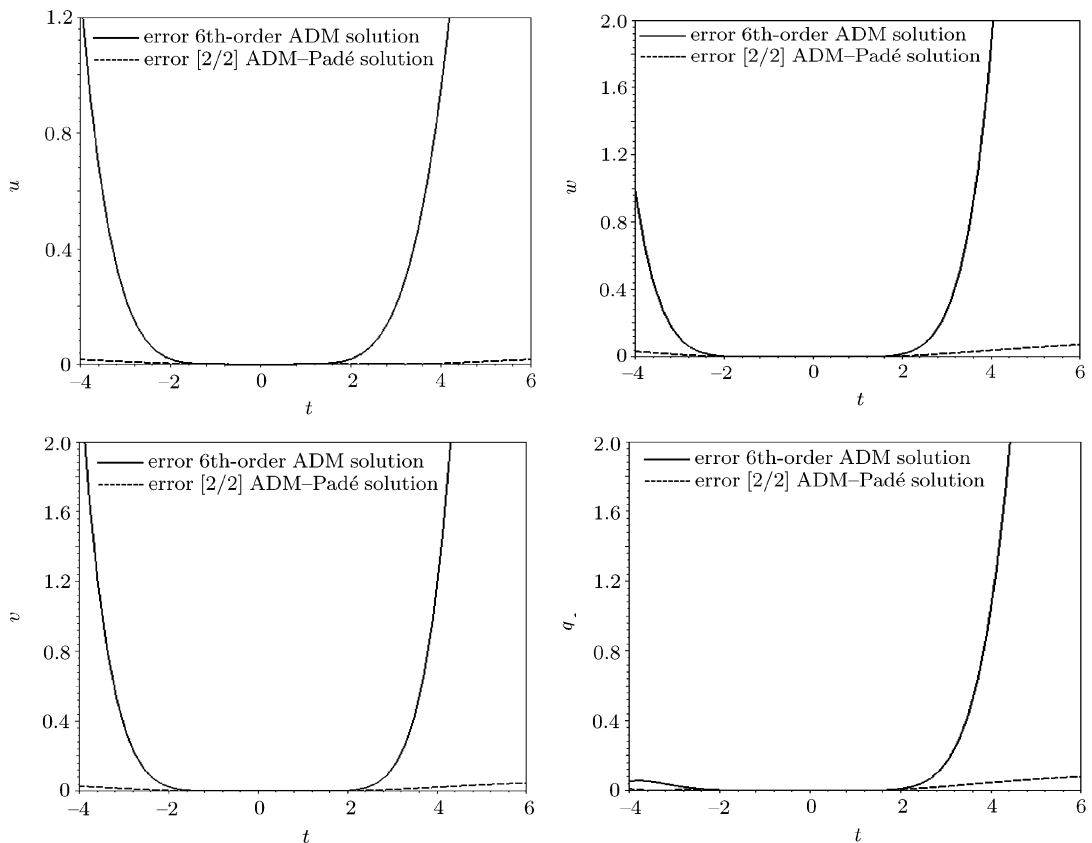 1.2
error 6th-order ADM solution
error [2/2] ADM–Padé solution
0.8
u
0.4
0
–4
–2
0
2
4
6
t
2.0
error 6th-order ADM solution
error [2/2] ADM–Padé solution
1.6
1.2
w
0.8
0.4
0
–4
–2
0
2
4
6
t
2.0
error 6th-order ADM solution
error [2/2] ADM–Padé solution
1.6
1.2
v
0.8
0.4
0
–4
–2
0
2
4
6
t
2.0
error 6th-order ADM solution
error [2/2] ADM–Padé solution
1.6
1.2
q
0.8
0.4
0
–4
–2
0
2
4
6
t